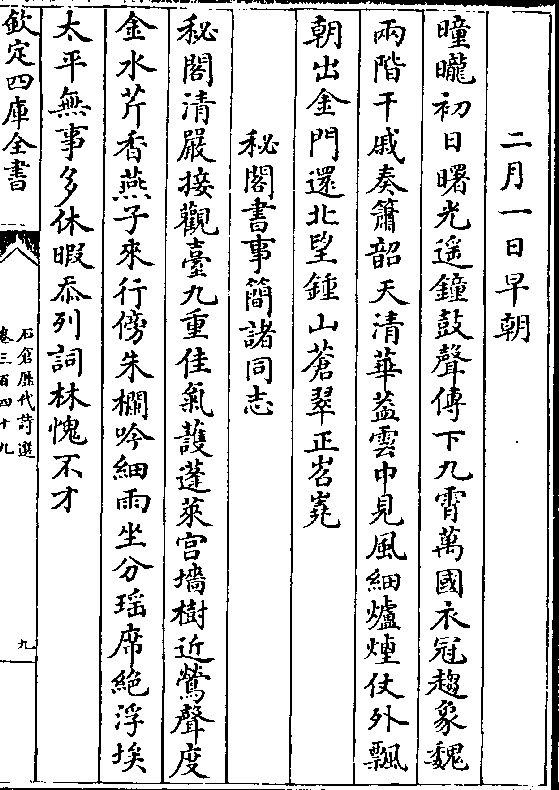 二月一日早朝
曈曨初日曙光遥鐘鼓聲傳下九霄萬國衣冠趨象魏
兩階干戚奏簫韶天清華葢雲中見風細爐煙仗外飄
朝出金門還北望鍾山蒼翠正岧嶤
秘閣書事簡諸同志
秘閣清嚴接觀臺九重佳氣護蓬萊宫墻樹近鶯聲度
金水芹香燕子來行傍朱欄吟細雨坐分瑶席絶浮埃
太平無事多休暇忝列詞林愧不才
欽定四庫全書
石倉歴代詩選
卷三百四十九
九